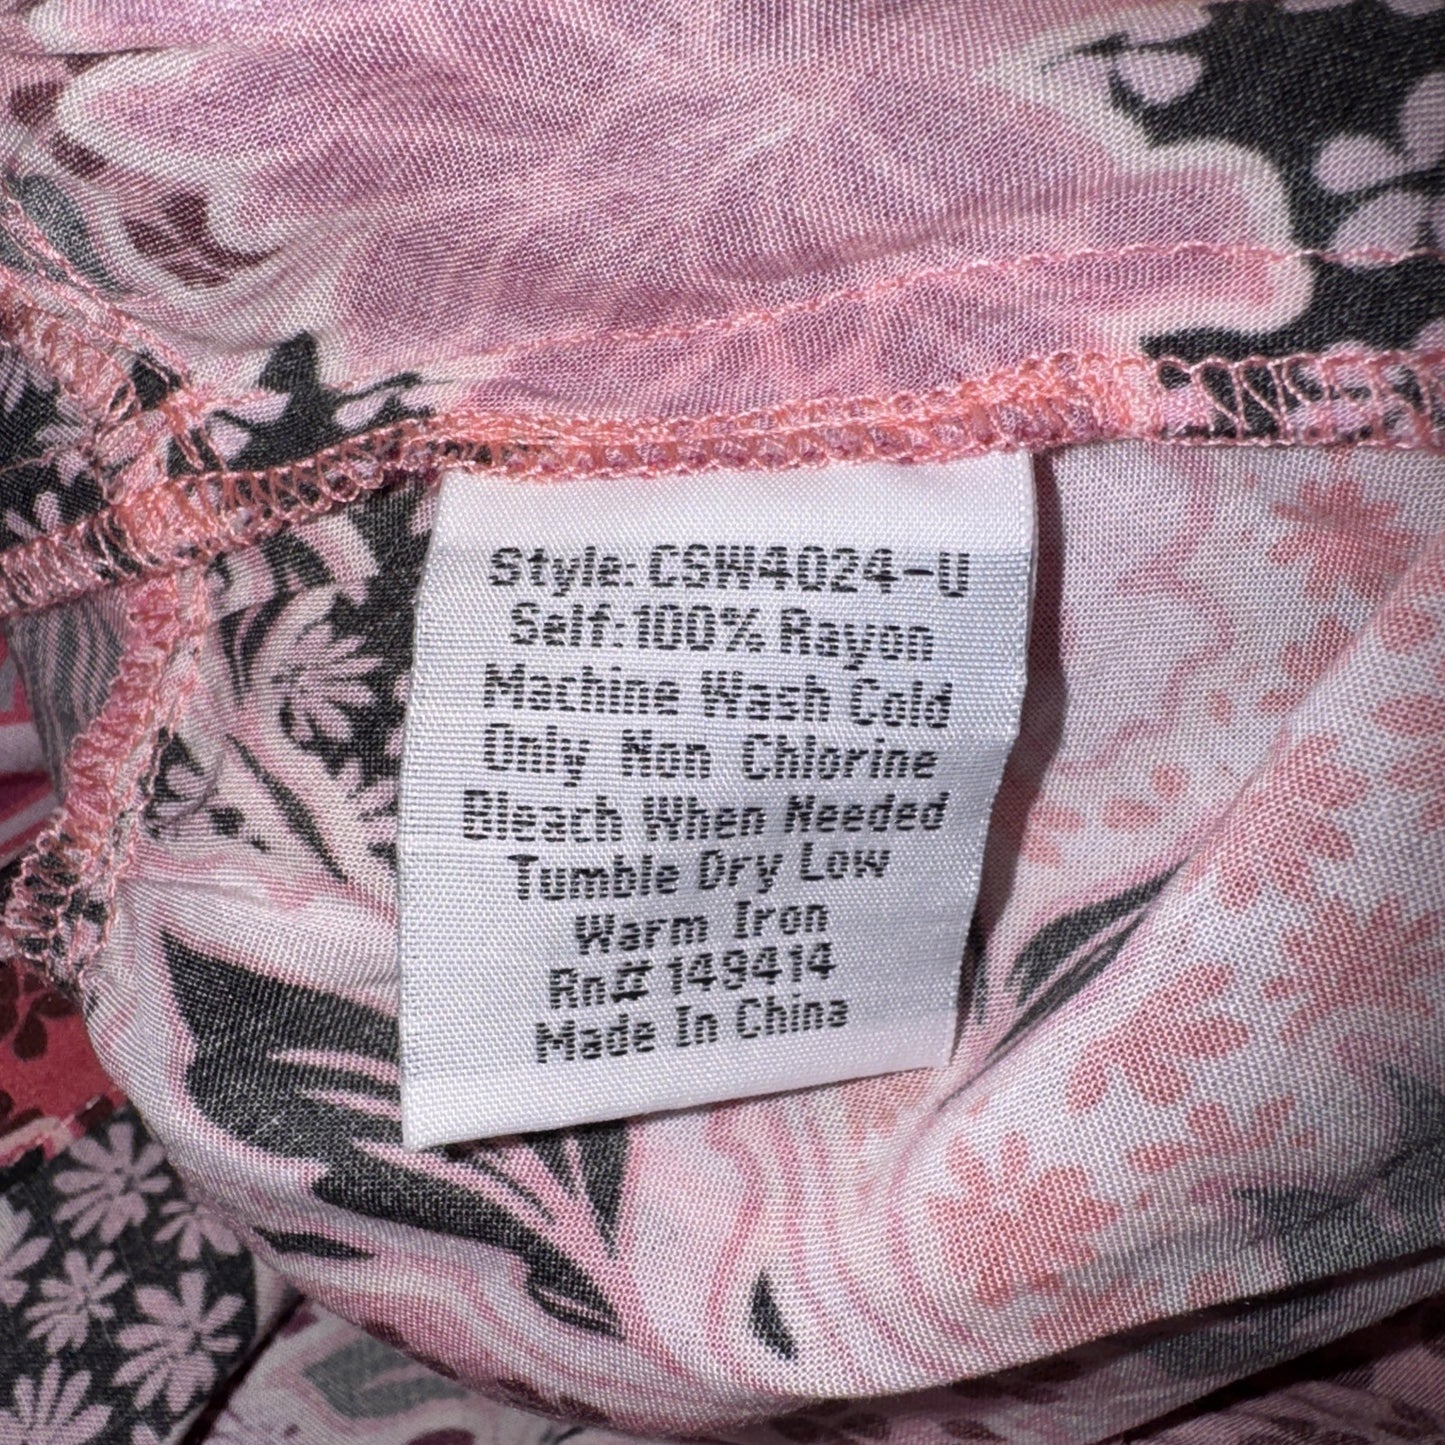 Style: CSW4024-U
Self:100% Rayon
Machine Wash Cold
Only Non Chlorine
Bleach When Needed
Tumble Dry Low
Warm Iron
Rn# 149414
Made In China